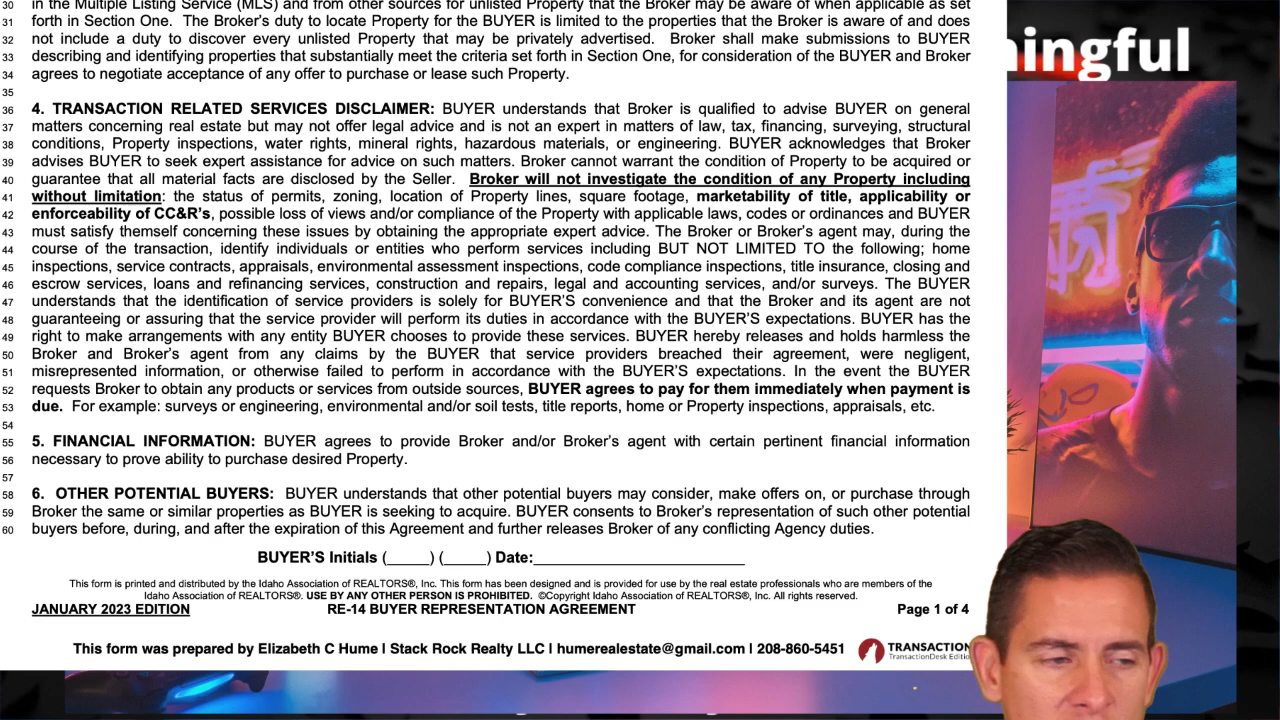 30 in the Multiple Listing Service (MLS) and from other sources for unlisted Property that the Broker may be aware of when applicable as set
31 forth in Section One. The Broker's duty to locate Property for the BUYER is limited to the properties that the Broker is aware of and does
32 not include a duty to discover every unlisted Property that may be privately advertised. Broker shall make submissions to BUYER
33 describing and identifying properties that substantially meet the criteria set forth in Section One, for consideration of the BUYER and Broker
34 agrees to negotiate acceptance of any offer to purchase or lease such Property.
35
36 4. TRANSACTION RELATED SERVICES DISCLAIMER: BUYER understands that Broker is qualified to advise BUYER on general
37 matters concerning real estate but may not offer legal advice and is not an expert in matters of law, tax, financing, surveying, structural
38 conditions, Property inspections, water rights, mineral rights, hazardous materials, or engineering. BUYER acknowledges that Broker
39 advises BUYER to seek expert assistance for advice on such matters. Broker cannot warrant the condition of Property to be acquired or
40 guarantee that all material facts are disclosed by the Seller. Broker will not investigate the condition of any Property including
41 without limitation: the status of permits, zoning, location of Property lines, square footage, marketability of title, applicability or
42 enforceability of CC&R's, possible loss of views and/or compliance of the Property with applicable laws, codes or ordinances and BUYER
43 must satisfy themself concerning these issues by obtaining the appropriate expert advice. The Broker or Broker's agent may, during the
44 course of the transaction, identify individuals or entities who perform services including BUT NOT LIMITED TO the following; home
45 inspections, service contracts, appraisals, environmental assessment inspections, code compliance inspections, title insurance, closing and
46 escrow services, loans and refinancing services, construction and repairs, legal and accounting services, and/or surveys. The BUYER
47 understands that the identification of service providers is solely for BUYER'S convenience and that the Broker and its agent are not
48 guaranteeing or assuring that the service provider will perform its duties in accordance with the BUYER'S expectations. BUYER has the
49 right to make arrangements with any entity BUYER chooses to provide these services. BUYER hereby releases and holds harmless the
50 Broker and Broker's agent from any claims by the BUYER that service providers breached their agreement, were negligent,
51 misrepresented information, or otherwise failed to perform in accordance with the BUYER'S expectations. In the event the BUYER
52 requests Broker to obtain any products or services from outside sources, BUYER agrees to pay for them immediately when payment is
53 due. For example: surveys or engineering, environmental and/or soil tests, title reports, home or Property inspections, appraisals, etc.
54
55 5. FINANCIAL INFORMATION: BUYER agrees to provide Broker and/or Broker's agent with certain pertinent financial information
56 necessary to prove ability to purchase desired Property.
57
58 6. OTHER POTENTIAL BUYERS: BUYER understands that other potential buyers may consider, make offers on, or purchase through
59 Broker the same or similar properties as BUYER is seeking to acquire. BUYER consents to Broker's representation of such other potential
60 buyers before, during, and after the expiration of this Agreement and further releases Broker of any conflicting Agency duties.
BUYER'S Initials (_____) (_____) Date:_________________________
This form is printed and distributed by the Idaho Association of REALTORS®, Inc. This form has been designed and is provided for use by the real estate professionals who are members of the
Idaho Association of REALTORS®. USE BY ANY OTHER PERSON IS PROHIBITED. ©Copyright Idaho Association of REALTORS®, Inc. All rights reserved.
JANUARY 2023 EDITION RE-14 BUYER REPRESENTATION AGREEMENT Page 1 of 4
This form was prepared by Elizabeth C Hume | Stack Rock Realty LLC | humerealestate@gmail.com | 208-860-5451
TRANSACTION
TransactionDesk Editio
ningful